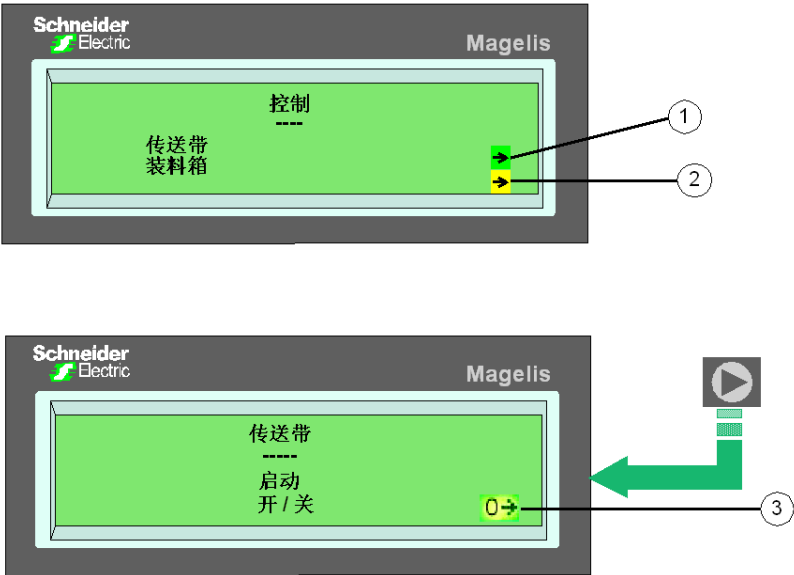 Schneider
Electric
Magelis
控制
----
传送带
装料箱
1
2
Schneider
Electric
Magelis
传送带
-----
启动
开 / 关
0→
3